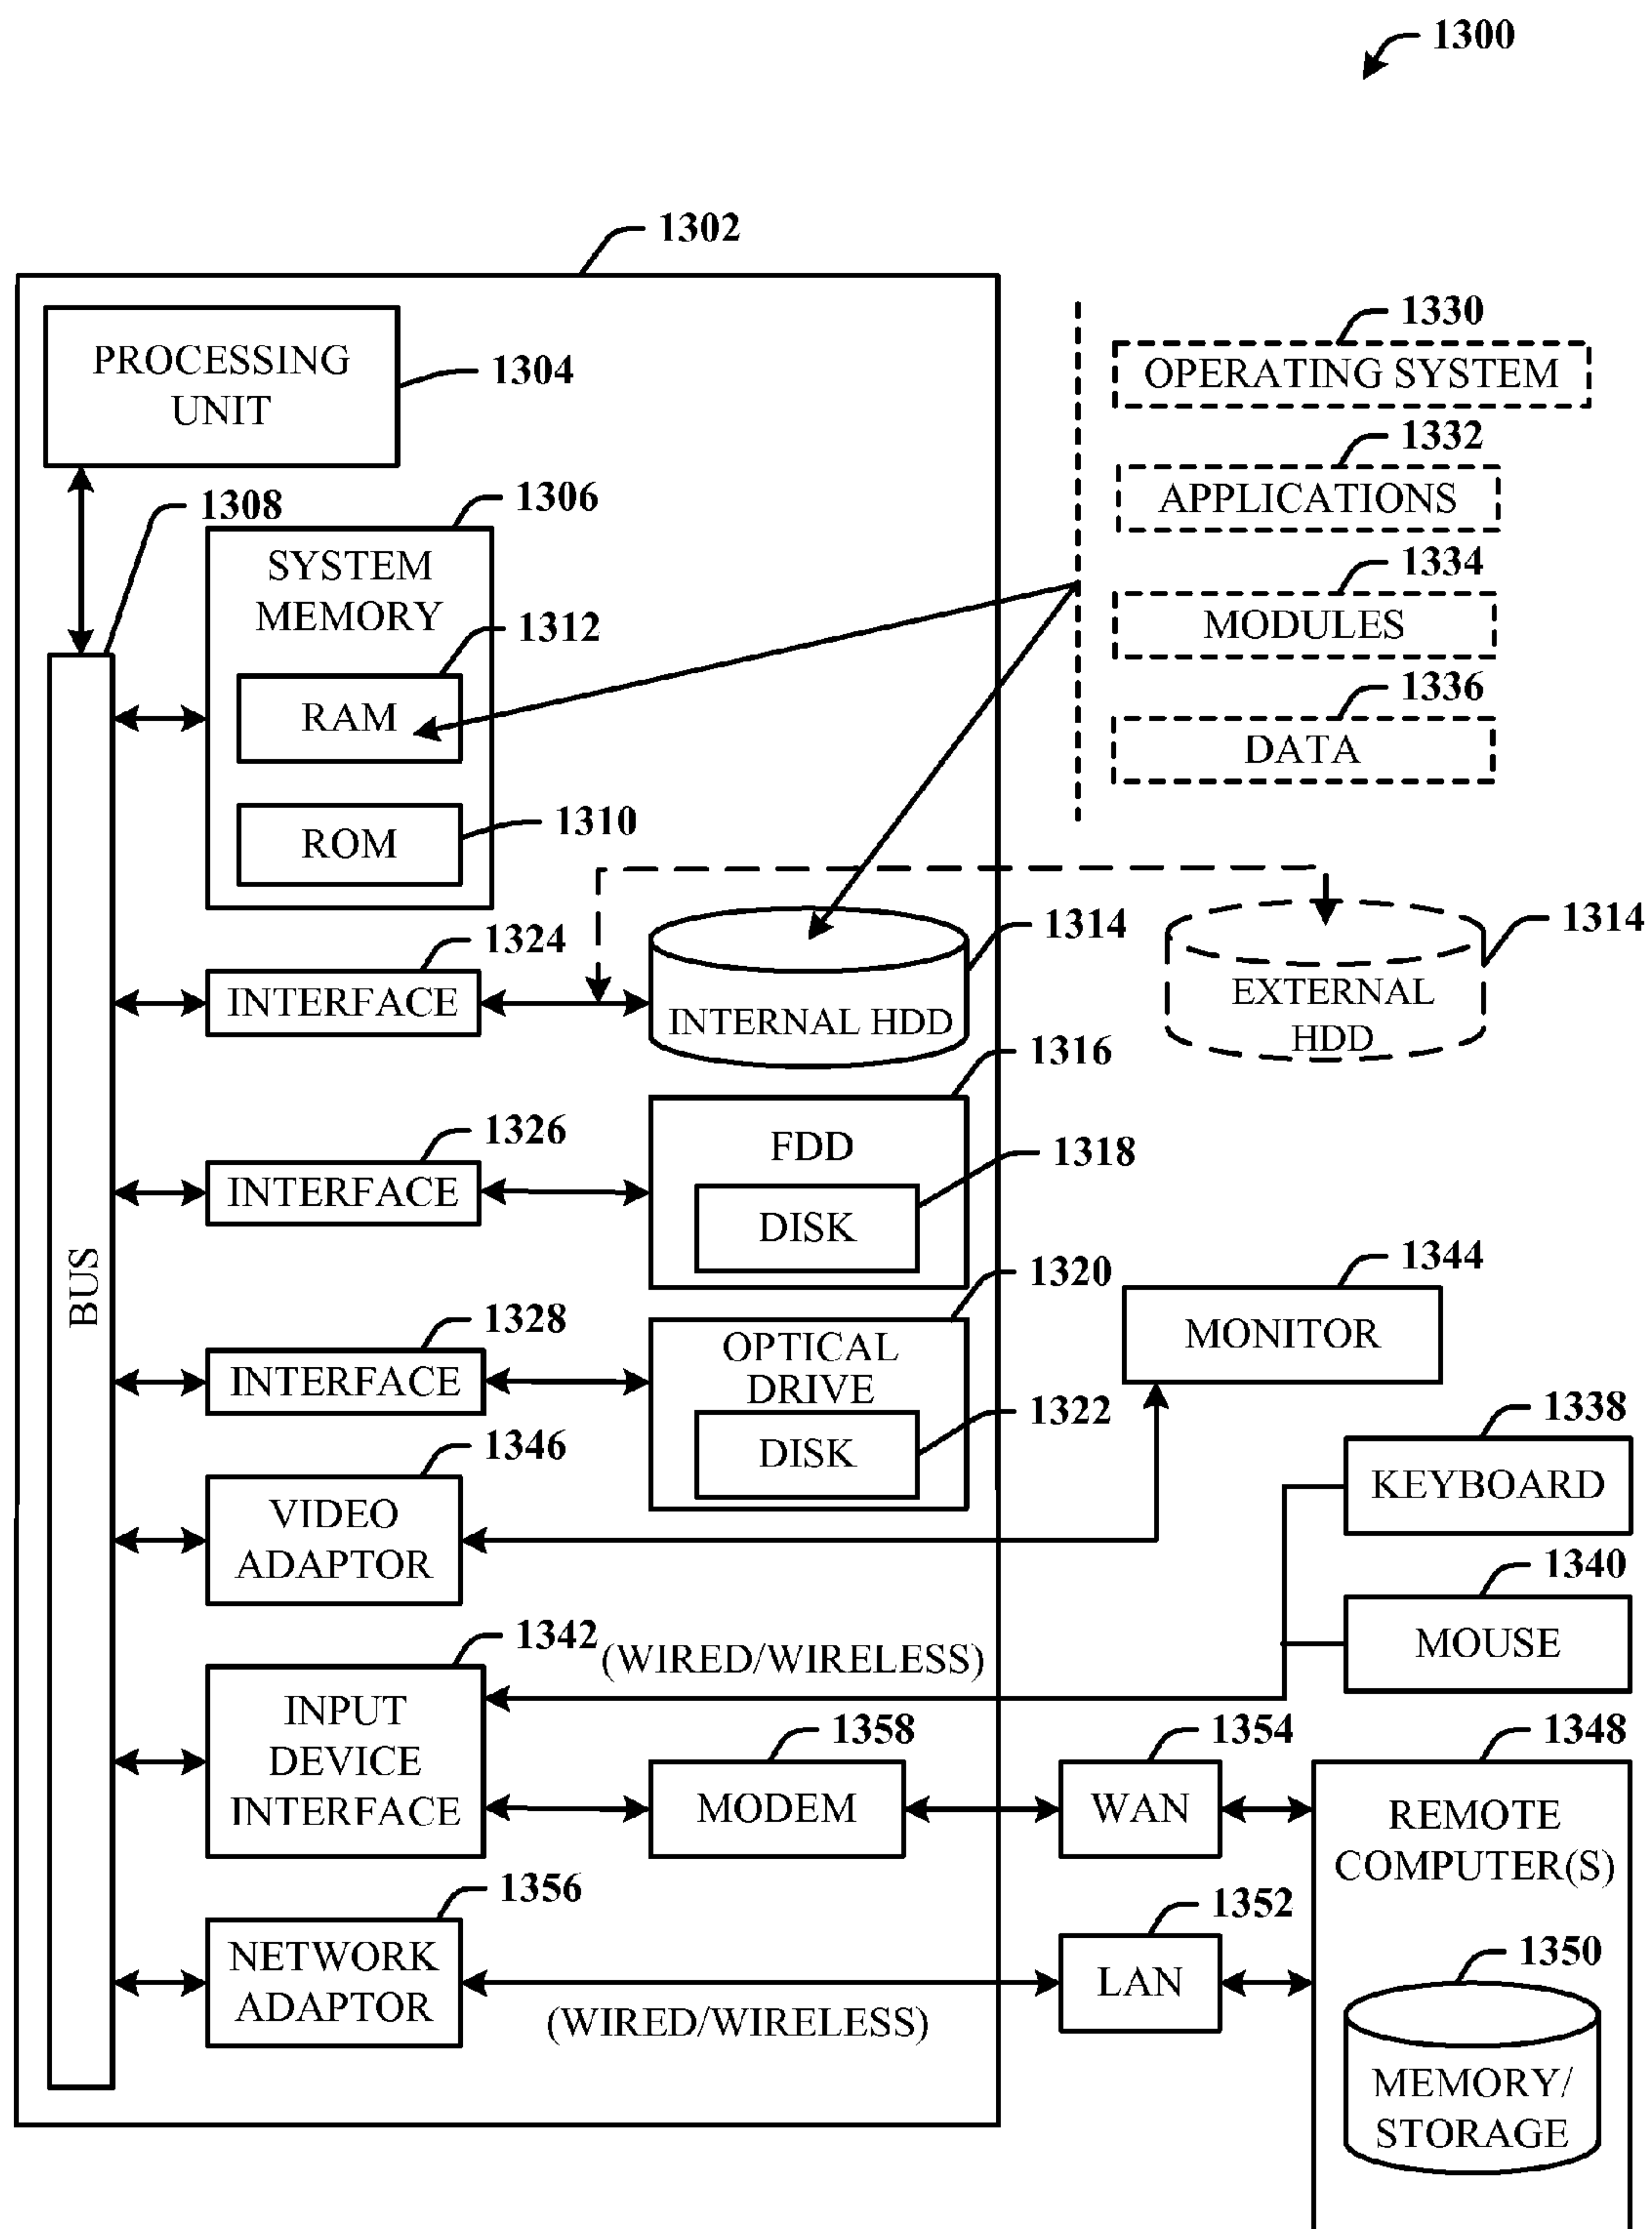 1300
1302
PROCESSING
UNIT
1304
1330
OPERATING SYSTEM
1332
APPLICATIONS
1334
MODULES
1336
DATA
1308
1306
SYSTEM
MEMORY
1312
RAM
1310
ROM
1324
INTERFACE
1314
INTERNAL HDD
1314
EXTERNAL
HDD
1316
FDD
1318
DISK
1326
INTERFACE
BUS
1320
OPTICAL
DRIVE
1322
DISK
1328
INTERFACE
1344
MONITOR
1346
VIDEO
ADAPTOR
1338
KEYBOARD
1340
MOUSE
1342
(WIRED/WIRELESS)
INPUT
DEVICE
INTERFACE
1358
MODEM
1354
WAN
1348
REMOTE
COMPUTER(S)
1356
NETWORK
ADAPTOR
(WIRED/WIRELESS)
1352
LAN
1350
MEMORY/
STORAGE